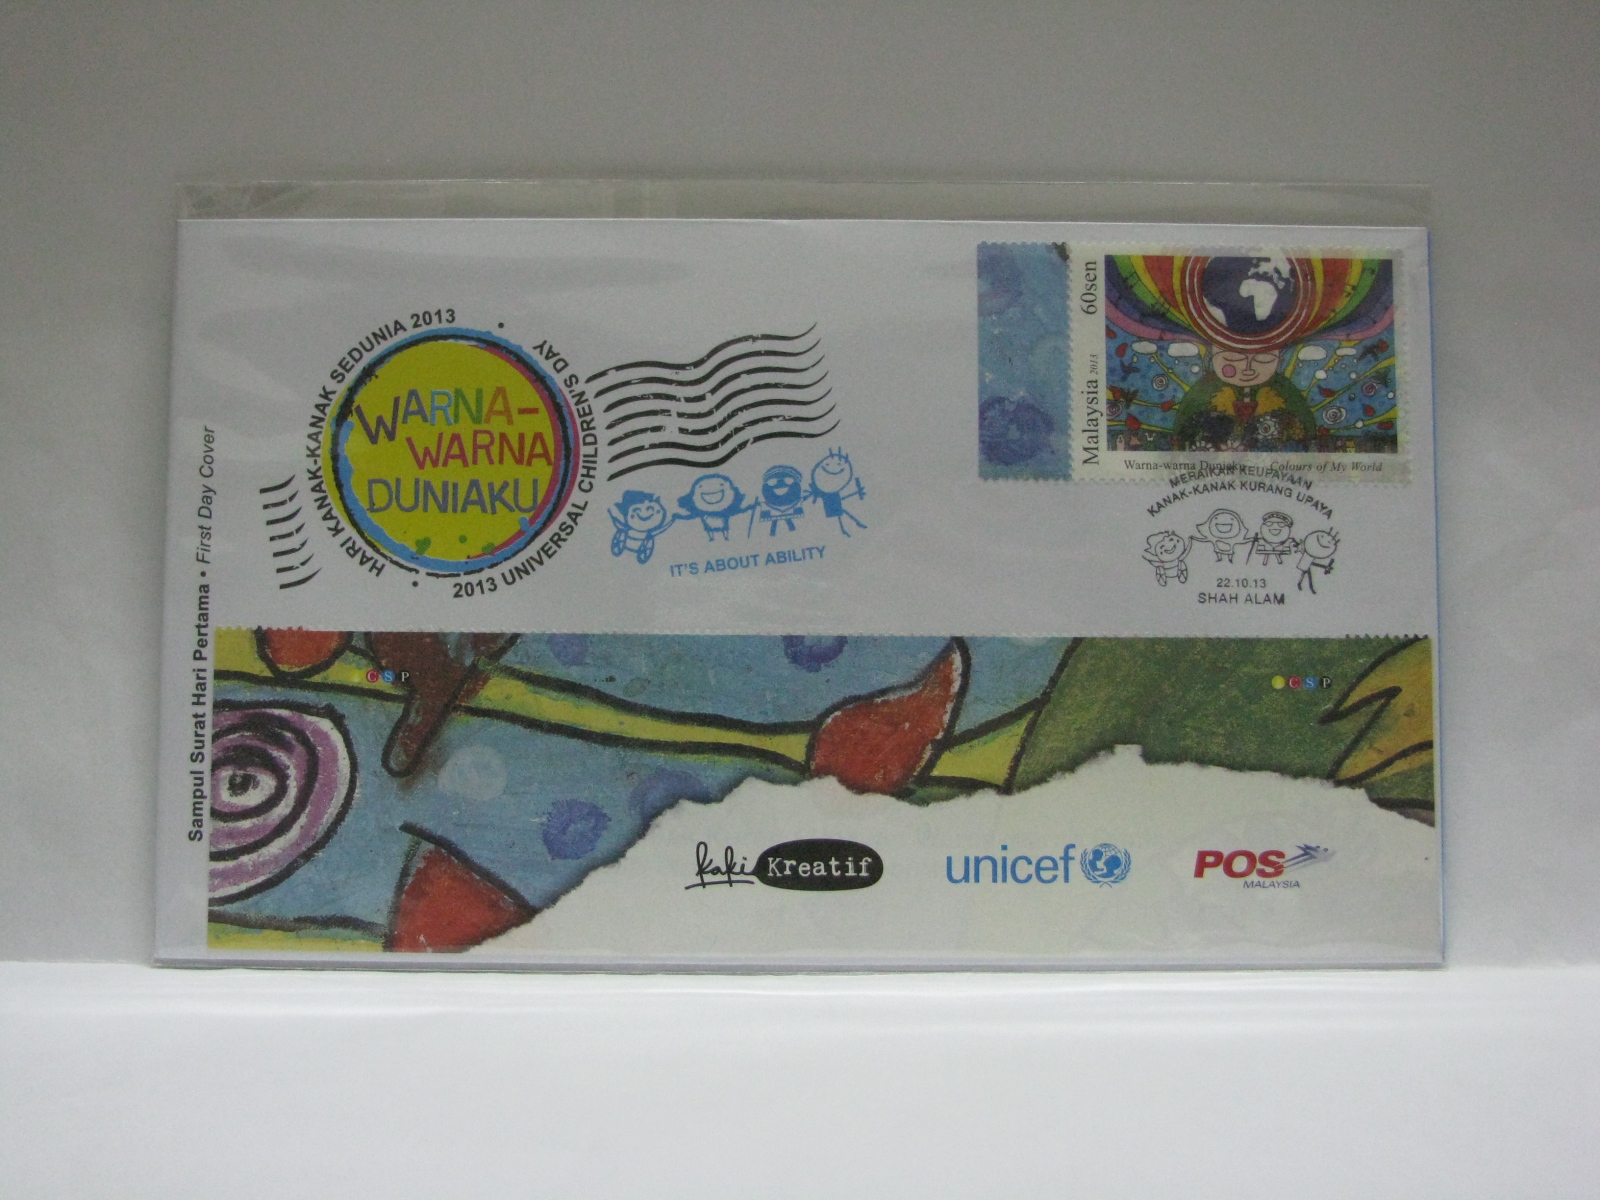 HARI KANAK-KANAK SEDUNIA 2013
2013 UNIVERSAL CHILDREN'S DAY
WARNA-
WARNA
DUNIAKU
IT'S ABOUT ABILITY
Malaysia 2013 60sen
Warna-warna Duniaku Colours of My World
MERAIKAN KEUPAYAAN
KANAK-KANAK KURANG UPAYA
22.10.13
SHAH ALAM
Sampul Surat Hari Pertama • First Day Cover
CSP
CSP
kaki Kreatif
unicef
POS
MALAYSIA